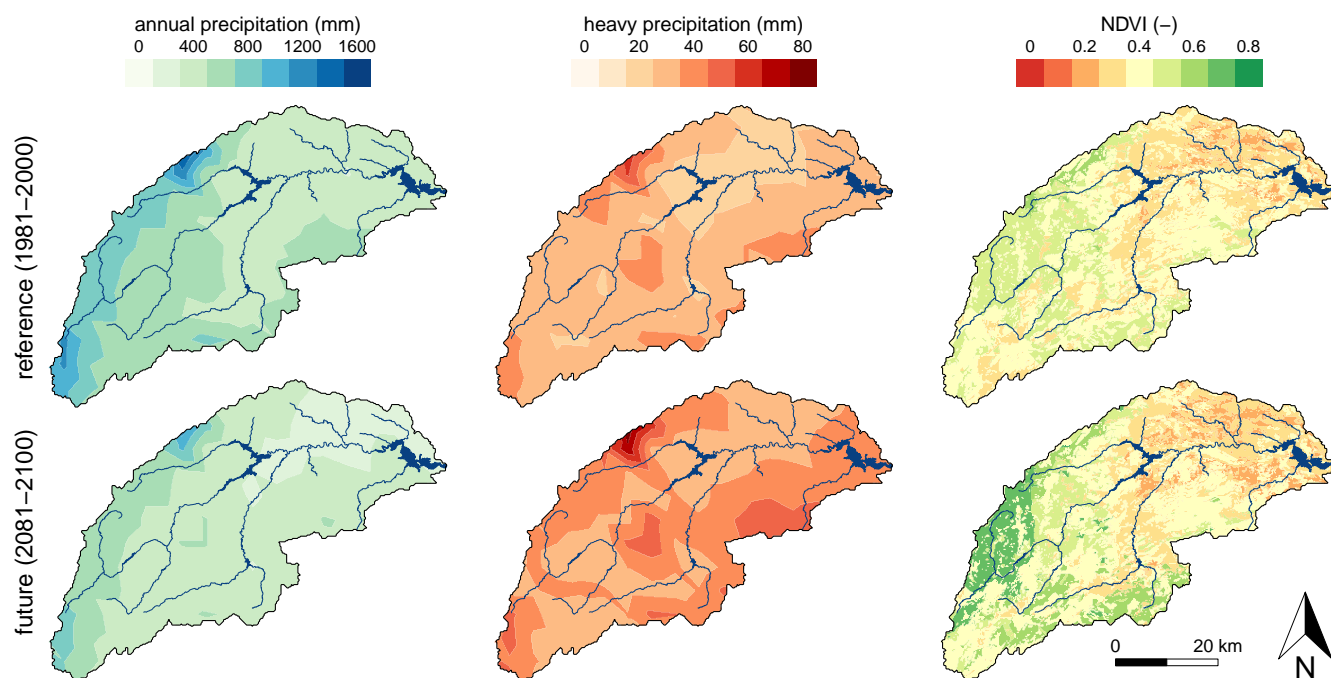 annual precipitation (mm)
0 400 800 1200 1600
heavy precipitation (mm)
0 20 40 60 80
NDVI (–)
0 0.2 0.4 0.6 0.8
reference (1981–2000)
future (2081–2100)
0 20 km
N